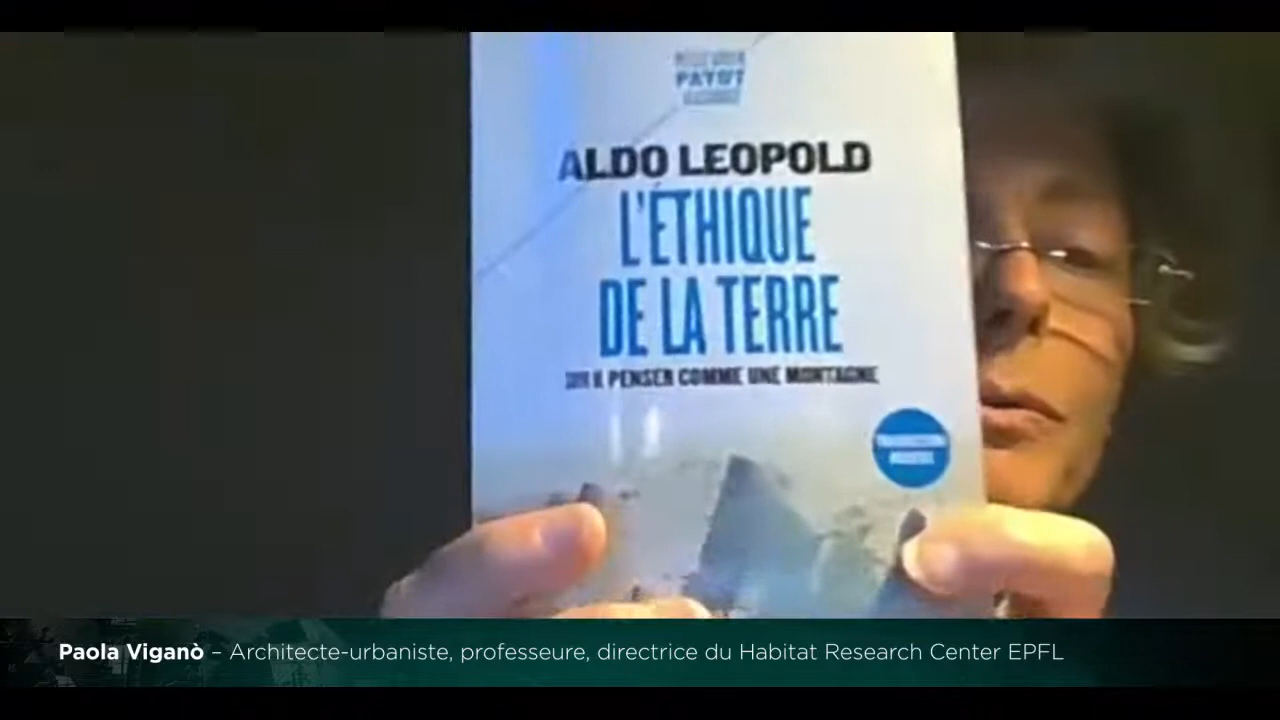 PAYOT
ALDO LEOPOLD
L'ÉTHIQUE
DE LA TERRE
PENSER COMME UNE MONTAGNE
Paola Viganò – Architecte-urbaniste, professeure, directrice du Habitat Research Center EPFL